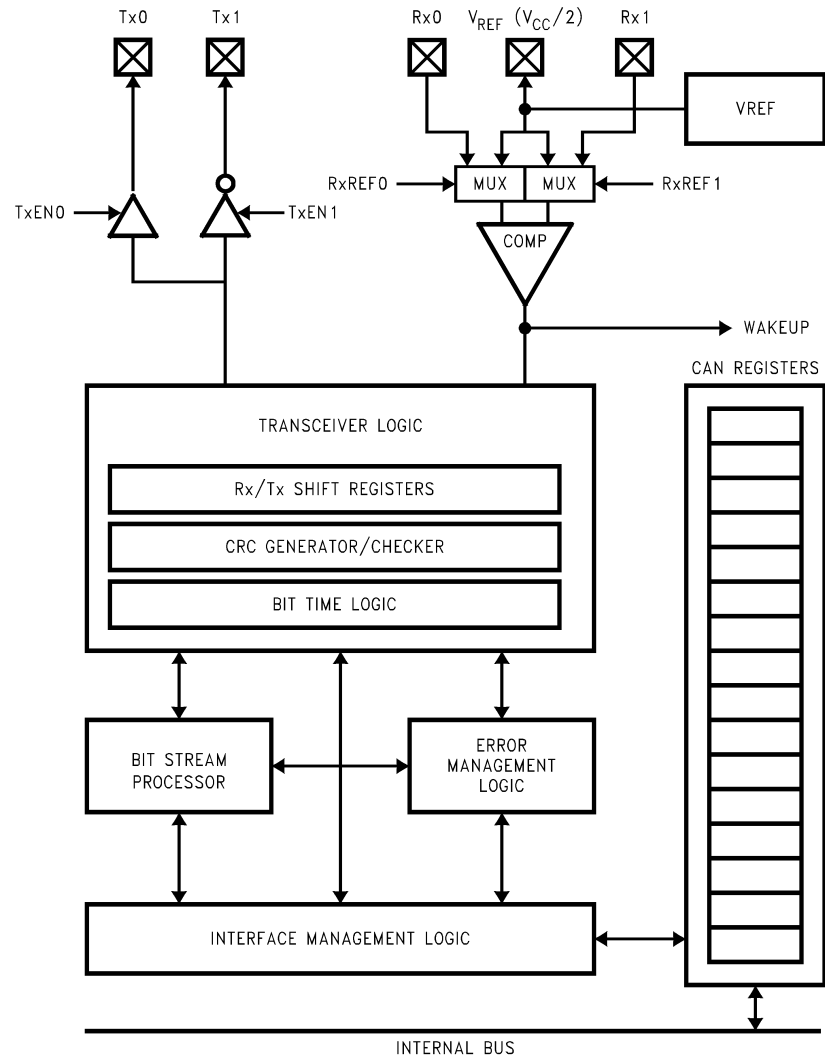 Tx0 Tx1 Rx0 VREF (VCC/2) Rx1
VREF
RxREF0 MUX MUX RxREF1
TxEN0 TxEN1
COMP
WAKEUP
CAN REGISTERS
TRANSCEIVER LOGIC
Rx/Tx SHIFT REGISTERS
CRC GENERATOR/CHECKER
BIT TIME LOGIC
BIT STREAM
PROCESSOR
ERROR
MANAGEMENT
LOGIC
INTERFACE MANAGEMENT LOGIC
INTERNAL BUS